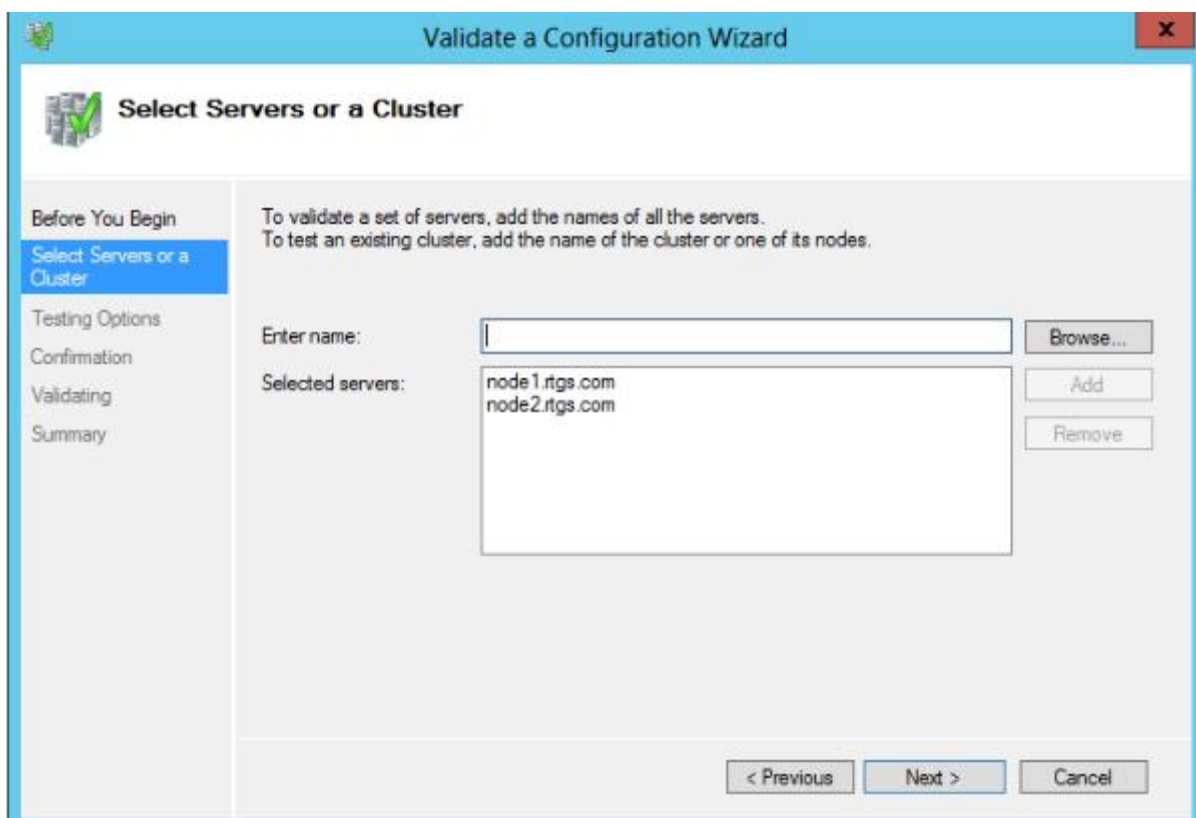 Validate a Configuration Wizard
x
Select Servers or a Cluster
Before You Begin
Select Servers or a
Cluster
Testing Options
Confirmation
Validating
Summary
To validate a set of servers, add the names of all the servers.
To test an existing cluster, add the name of the cluster or one of its nodes.
Enter name:
Browse...
Selected servers:
node1.rtgs.com
node2.rtgs.com
Add
Remove
< Previous
Next >
Cancel